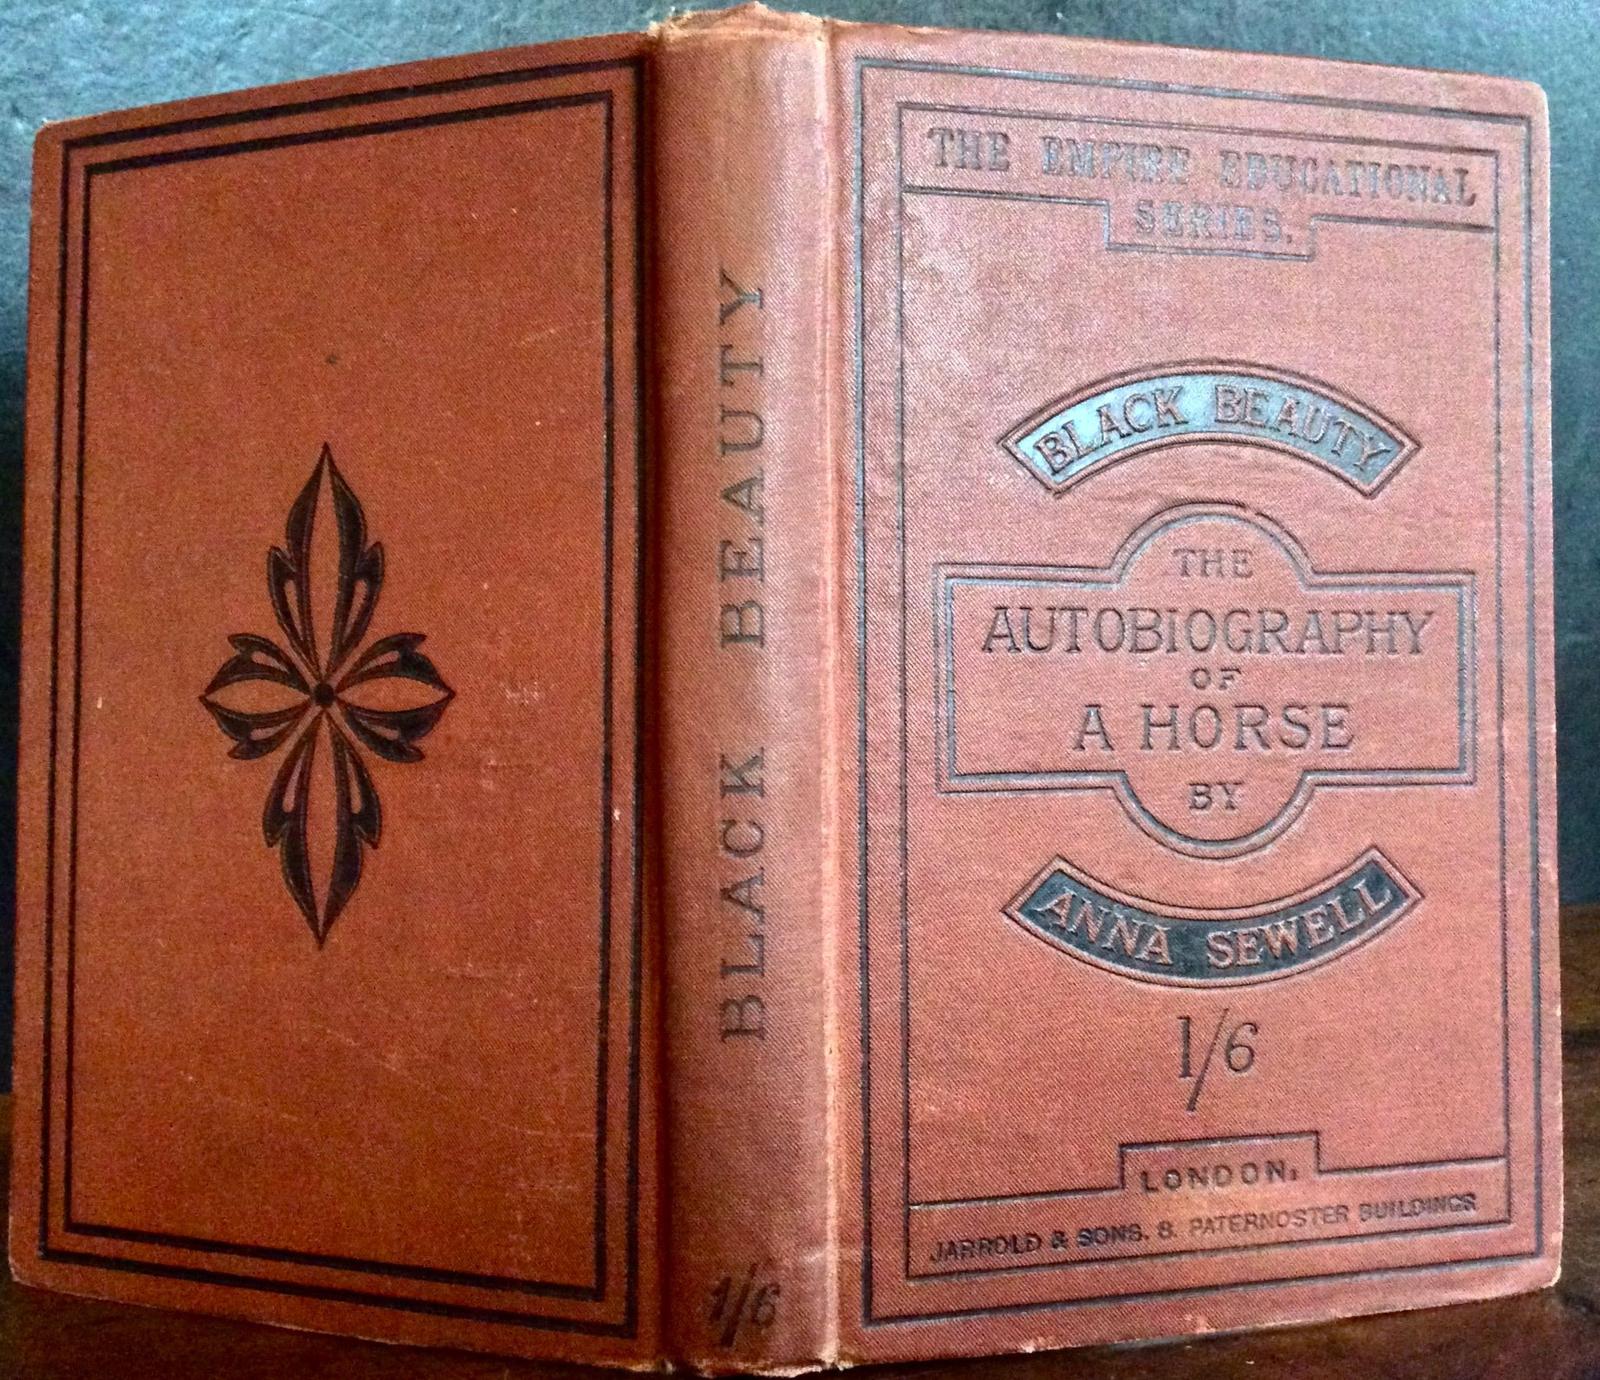 BLACK BEAUTY
1/6
THE EMPIRE EDUCATIONAL
SERIES.
BLACK BEAUTY
THE
AUTOBIOGRAPHY
OF
A HORSE
BY
ANNA SEWELL
1/6
LONDON.
JARROLD & SONS. 3. PATERNOSTER BUILDINGS